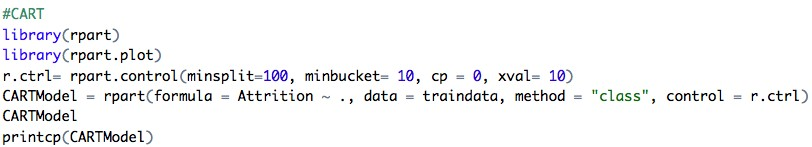 #CART
library(rpart)
library(rpart.plot)
r.ctrl= rpart.control(minsplit=100, minbucket= 10, cp = 0, xval= 10)
CARTModel = rpart(formula = Attrition ~ ., data = traindata, method = "class", control = r.ctrl)
CARTModel
printcp(CARTModel)